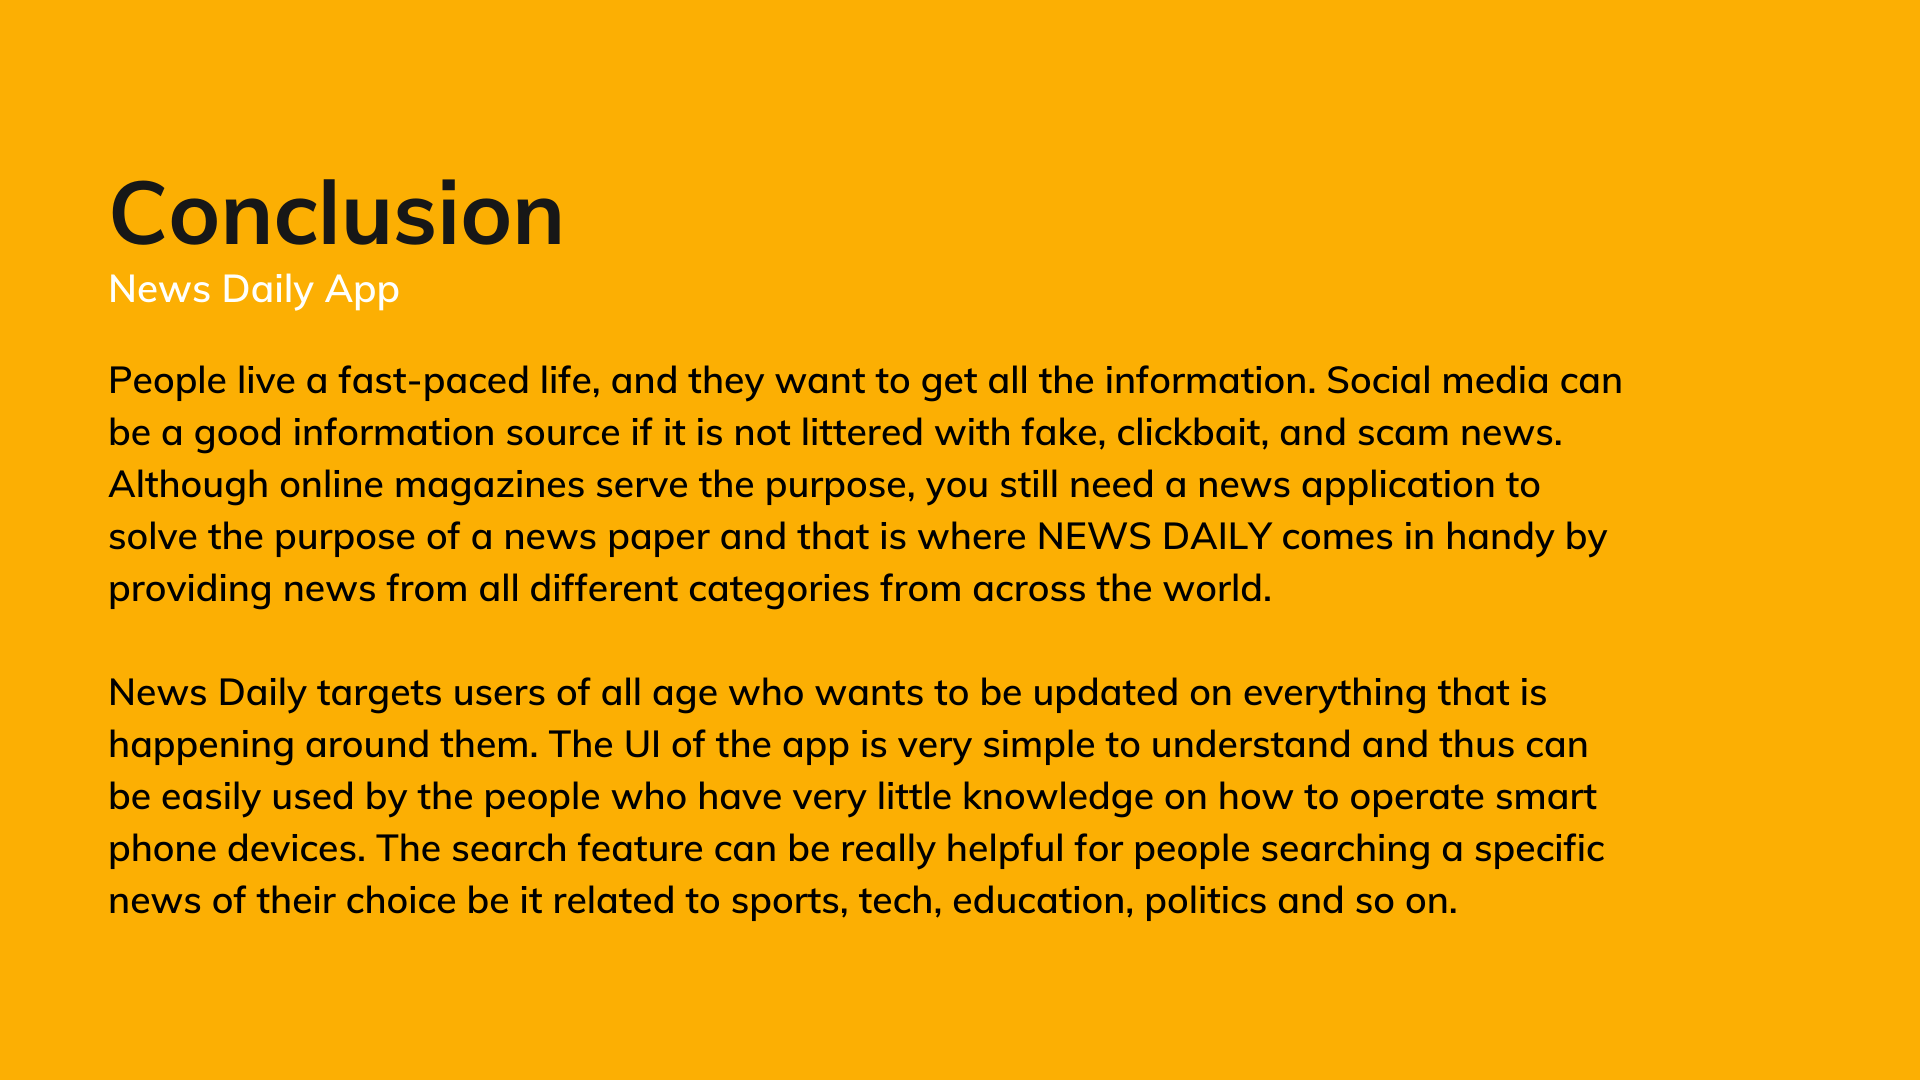 Conclusion
News Daily App
People live a fast-paced life, and they want to get all the information. Social media can
be a good information source if it is not littered with fake, clickbait, and scam news.
Although online magazines serve the purpose, you still need a news application to
solve the purpose of a news paper and that is where NEWS DAILY comes in handy by
providing news from all different categories from across the world.
News Daily targets users of all age who wants to be updated on everything that is
happening around them. The UI of the app is very simple to understand and thus can
be easily used by the people who have very little knowledge on how to operate smart
phone devices. The search feature can be really helpful for people searching a specific
news of their choice be it related to sports, tech, education, politics and so on.